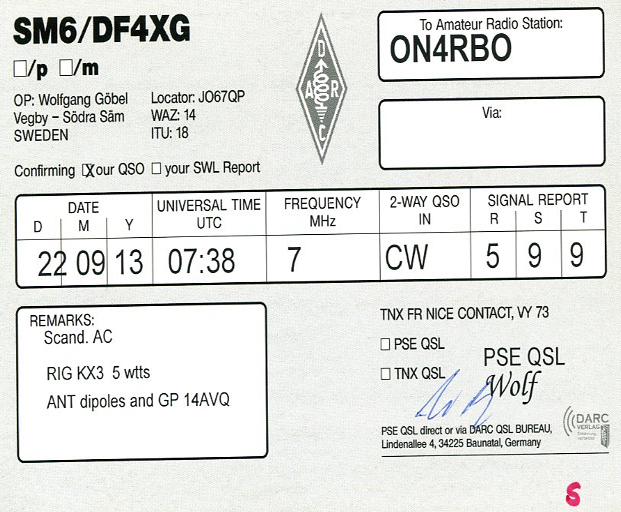 SM6/DF4XG
☐/p ☐/m
OP: Wolfgang Göbel
Vegby – Södra Säm
SWEDEN
Locator: JO67QP
WAZ: 14
ITU: 18
Confirming ☒ our QSO ☐ your SWL Report
DARC
To Amateur Radio Station:
ON4RBO
Via:
DATE UNIVERSAL TIME FREQUENCY 2-WAY QSO SIGNAL REPORT
D M Y UTC MHz IN R S T
22 09 13 07:38 7 CW 5 9 9
REMARKS:
Scand. AC
RIG KX3 5 wtts
ANT dipoles and GP 14AVQ
TNX FR NICE CONTACT, VY 73
☐ PSE QSL
☐ TNX QSL
PSE QSL
Wolf
PSE QSL direct or via DARC QSL BUREAU,
Lindenallee 4, 34225 Baunatal, Germany
DARC
VERLAG
S